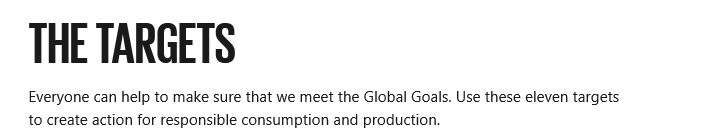 THE TARGETS
Everyone can help to make sure that we meet the Global Goals. Use these eleven targets
to create action for responsible consumption and production.